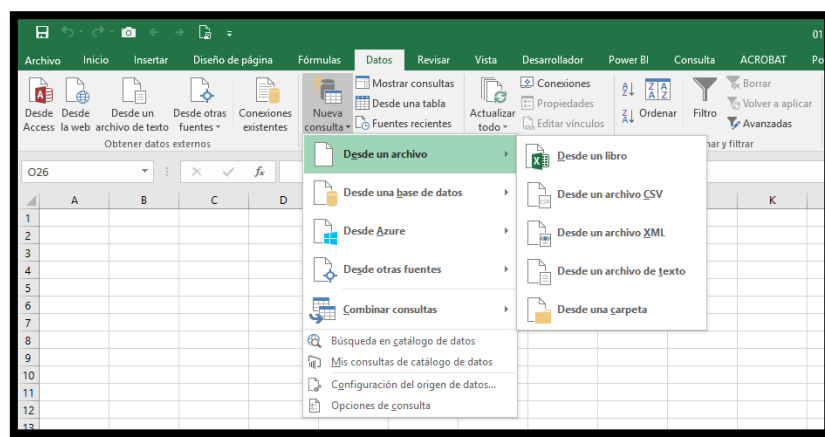 01
Archivo Inicio Insertar Diseño de página Fórmulas Datos Revisar Vista Desarrollador Power BI Consulta ACROBAT Po
Desde Access
Desde la web
Desde un archivo de texto
Desde otras fuentes
Conexiones existentes
Obtener datos externos
Nueva consulta
Mostrar consultas
Desde una tabla
Fuentes recientes
Actualizar todo
Conexiones
Propiedades
Editar vínculos
Ordenar
Filtro
Borrar
Volver a aplicar
Avanzadas
nar y filtrar
O26
fx
A B C D K
1
2
3
4
5
6
7
8
9
10
11
12
13
Desde un archivo
Desde una base de datos
Desde Azure
Desde otras fuentes
Combinar consultas
Búsqueda en catálogo de datos
Mis consultas de catálogo de datos
Configuración del origen de datos...
Opciones de consulta
Desde un libro
Desde un archivo CSV
Desde un archivo XML
Desde un archivo de texto
Desde una carpeta